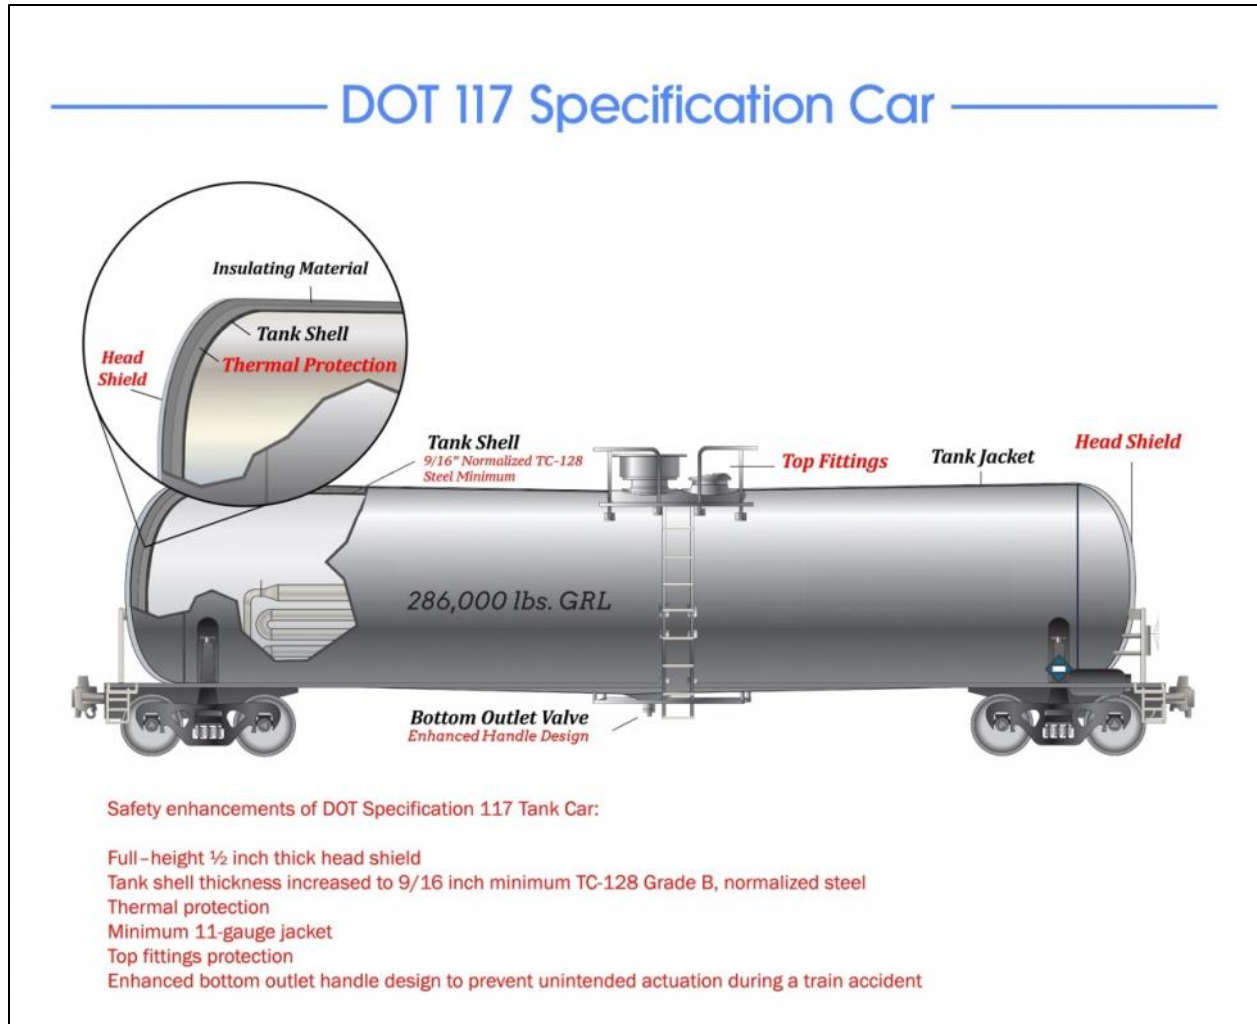 DOT 117 Specification Car
Insulating Material
Tank Shell
Thermal Protection
Head
Shield
Tank Shell
9/16" Normalized TC-128
Steel Minimum
Top Fittings
Tank Jacket
Head Shield
286,000 lbs. GRL
Bottom Outlet Valve
Enhanced Handle Design
Safety enhancements of DOT Specification 117 Tank Car:
Full-height ½ inch thick head shield
Tank shell thickness increased to 9/16 inch minimum TC-128 Grade B, normalized steel
Thermal protection
Minimum 11-gauge jacket
Top fittings protection
Enhanced bottom outlet handle design to prevent unintended actuation during a train accident